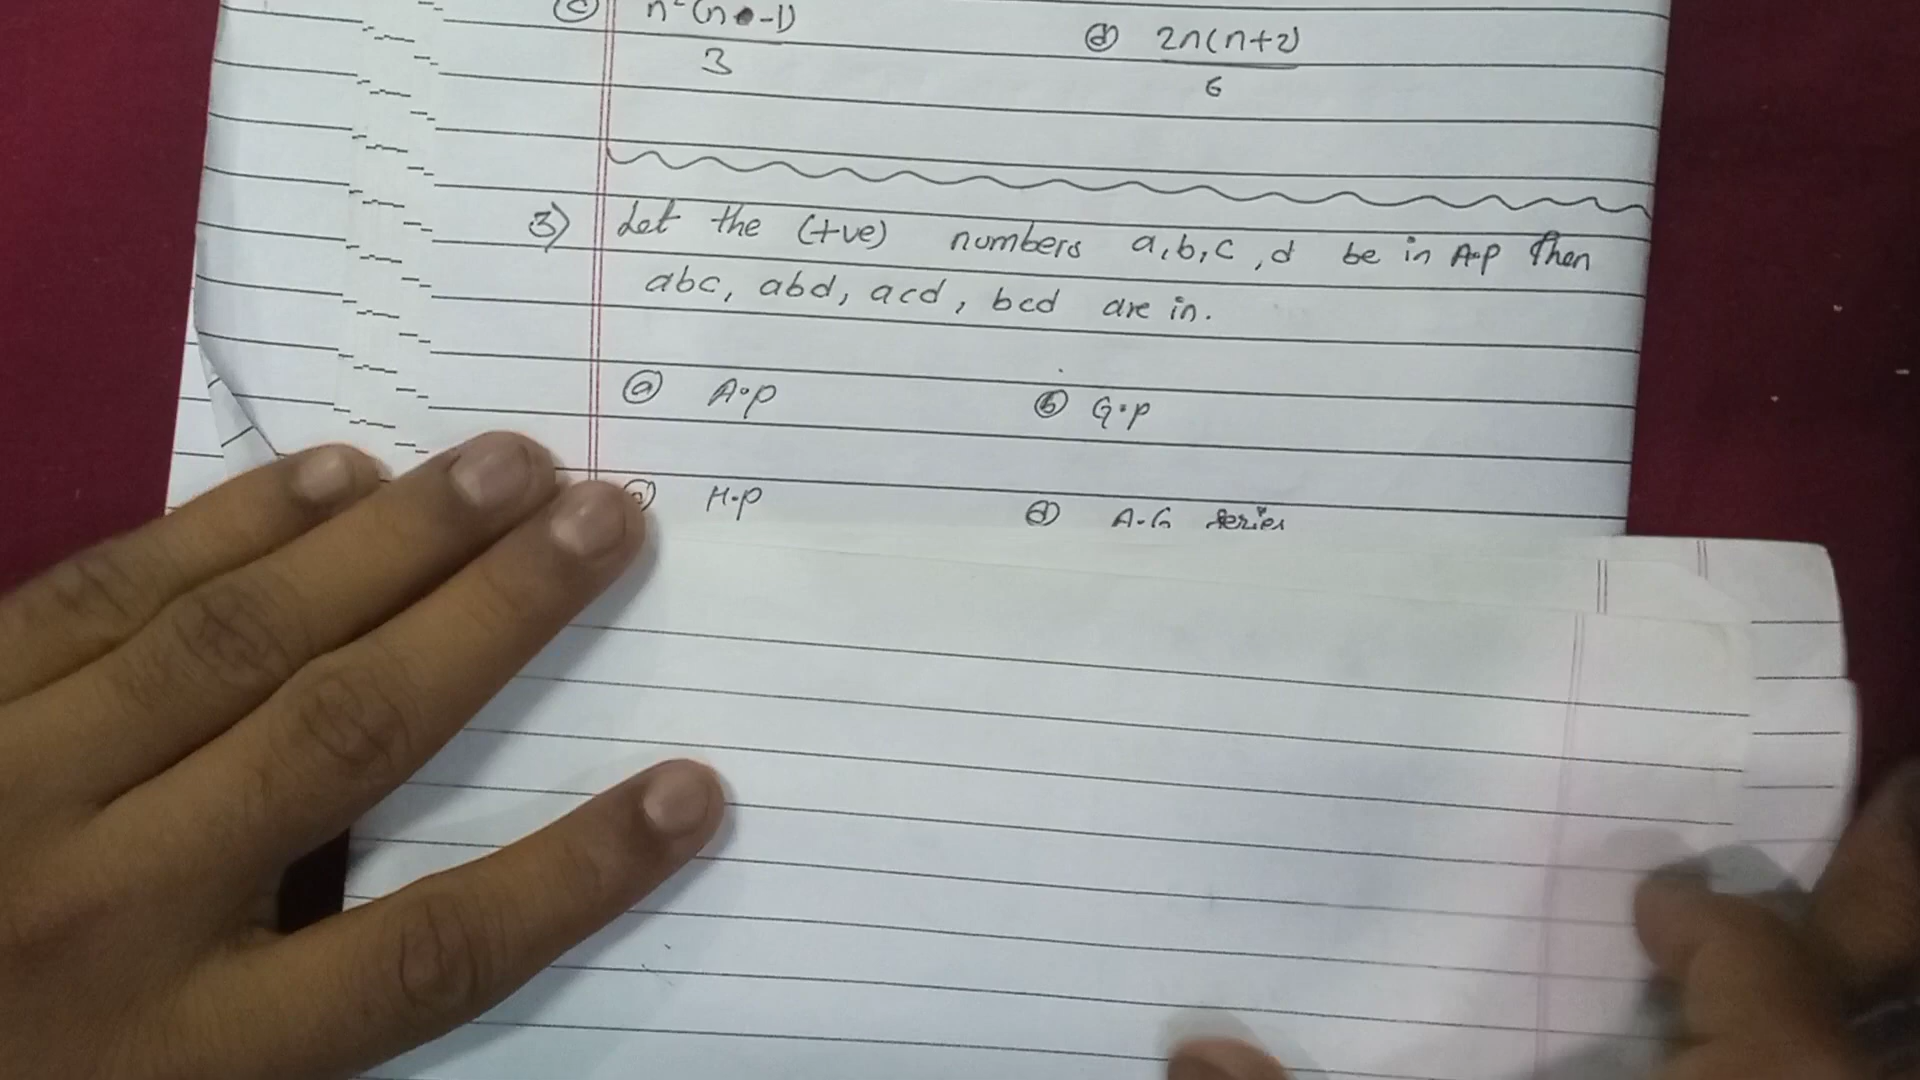 c n²(n-1)/3 d 2n(n+2)/6
3) Let the (+ve) numbers a,b,c,d be in A.P Then
abc, abd, acd, bcd are in.
a A.P b G.P
H.P d A.G series